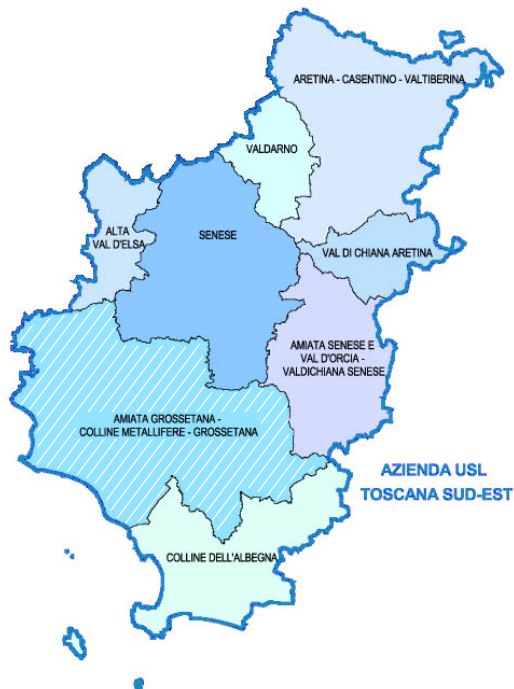 ARETINA - CASENTINO - VALTIBERINA
VALDARNO
ALTA
VAL D'ELSA
SENESE
VAL DI CHIANA ARETINA
AMIATA SENESE E
VAL D'ORCIA -
VALDICHIANA SENESE
AMIATA GROSSETANA -
COLLINE METALLIFERE - GROSSETANA
AZIENDA USL
TOSCANA SUD-EST
COLLINE DELL'ALBEGNA